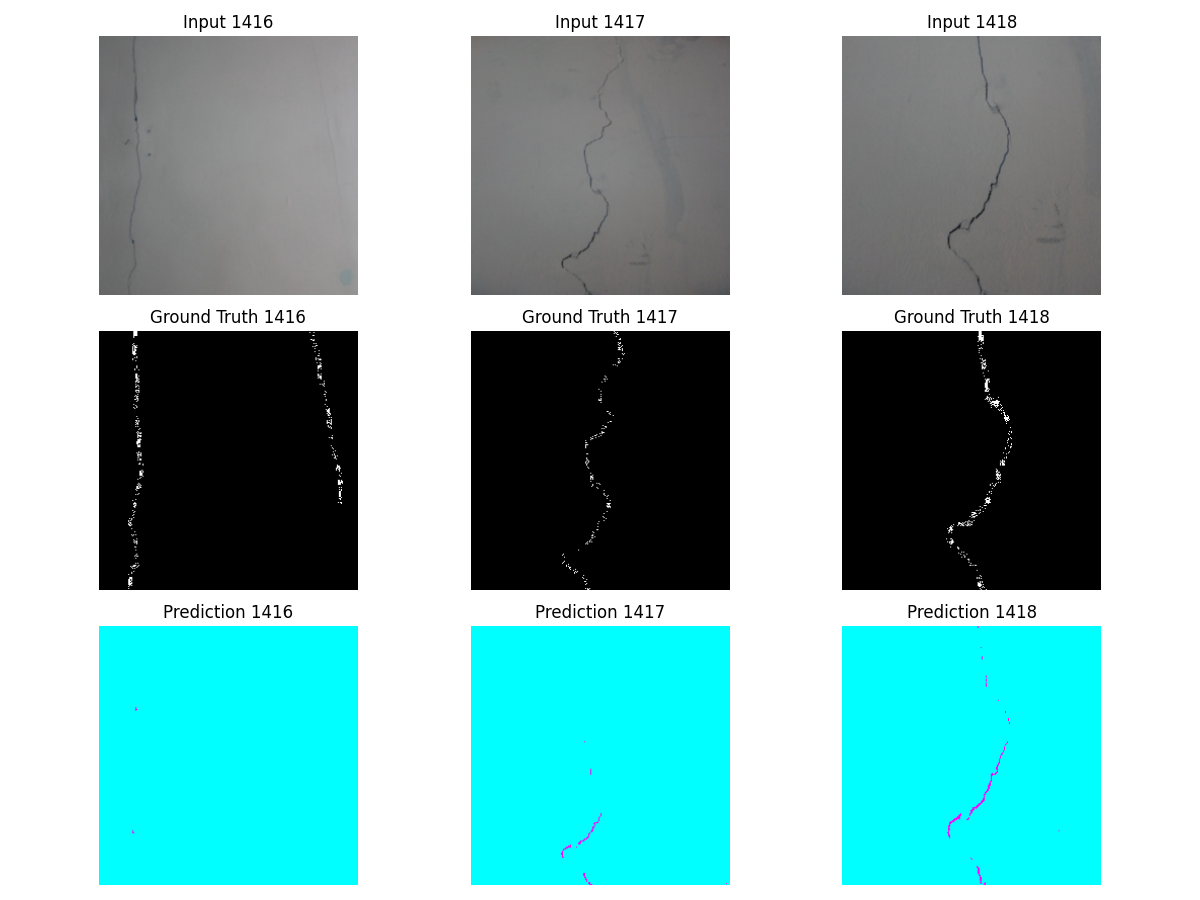 Input 1416
Input 1417
Input 1418
Ground Truth 1416
Ground Truth 1417
Ground Truth 1418
Prediction 1416
Prediction 1417
Prediction 1418